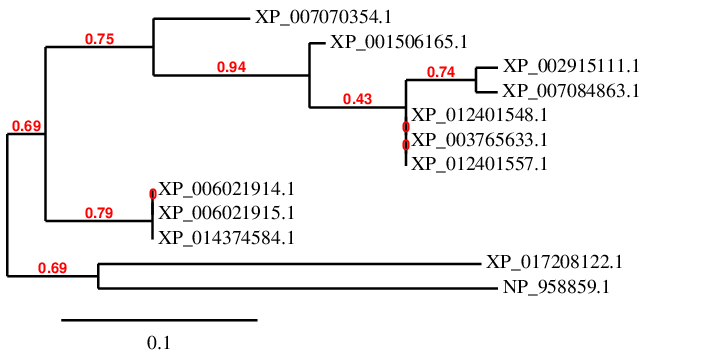 XP_007070354.1
0.75
XP_001506165.1
0.94
XP_002915111.1
0.74
XP_007084863.1
0.43
XP_012401548.1
0
0.69
XP_003765633.1
0
XP_012401557.1
XP_006021914.1
0
0.79
XP_006021915.1
XP_014374584.1
XP_017208122.1
0.69
NP_958859.1
0.1